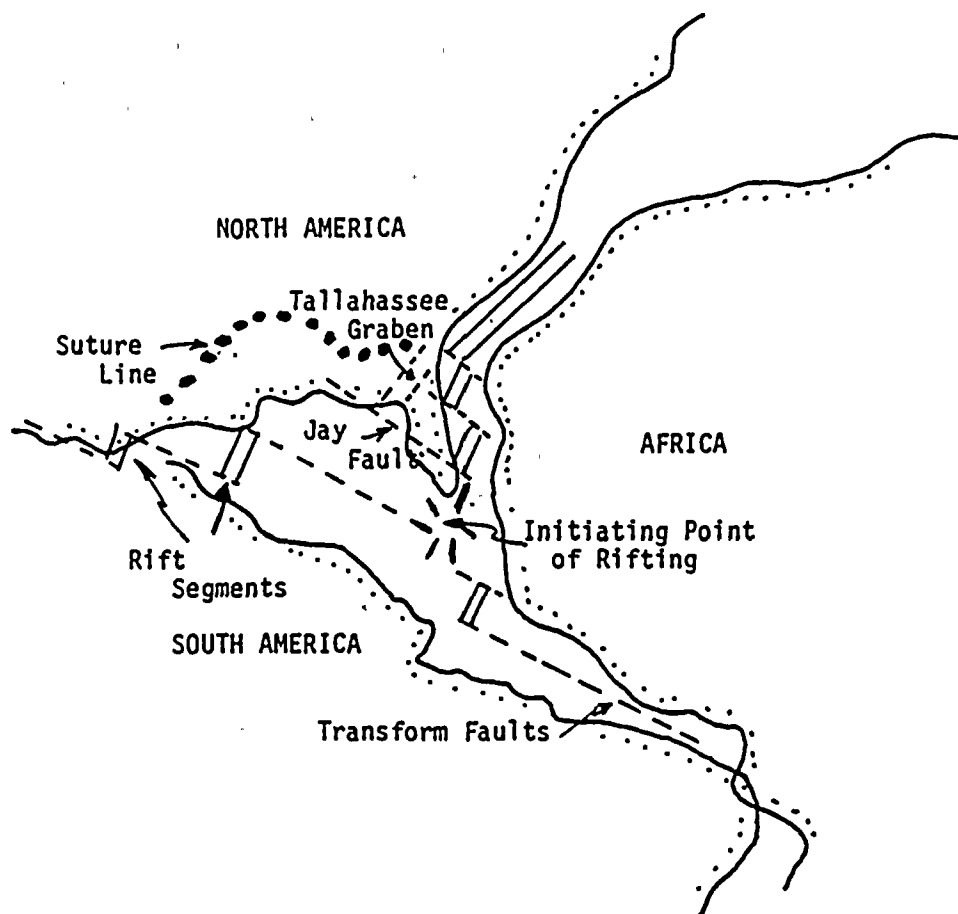 NORTH AMERICA
Tallahassee
Graben
Suture
Line
Jay
Fault
AFRICA
Initiating Point
of Rifting
Rift
Segments
SOUTH AMERICA
Transform Faults